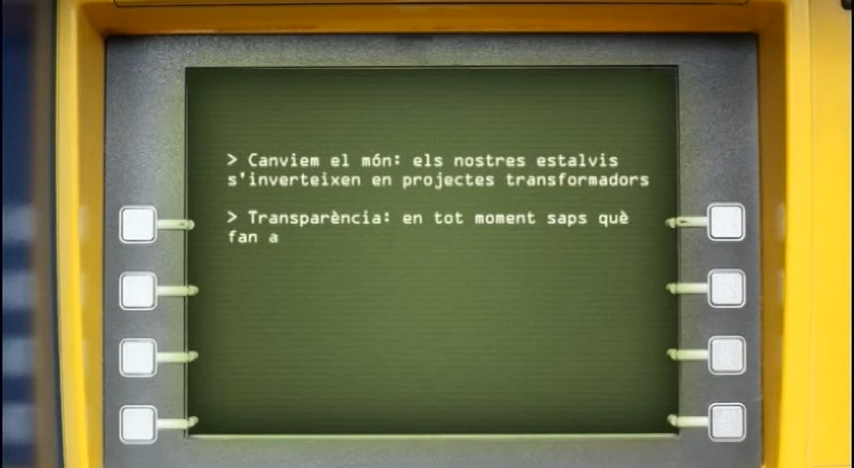 > Canviem el món: els nostres estalvis
s'inverteixen en projectes transformadors
> Transparència: en tot moment saps què
fan a